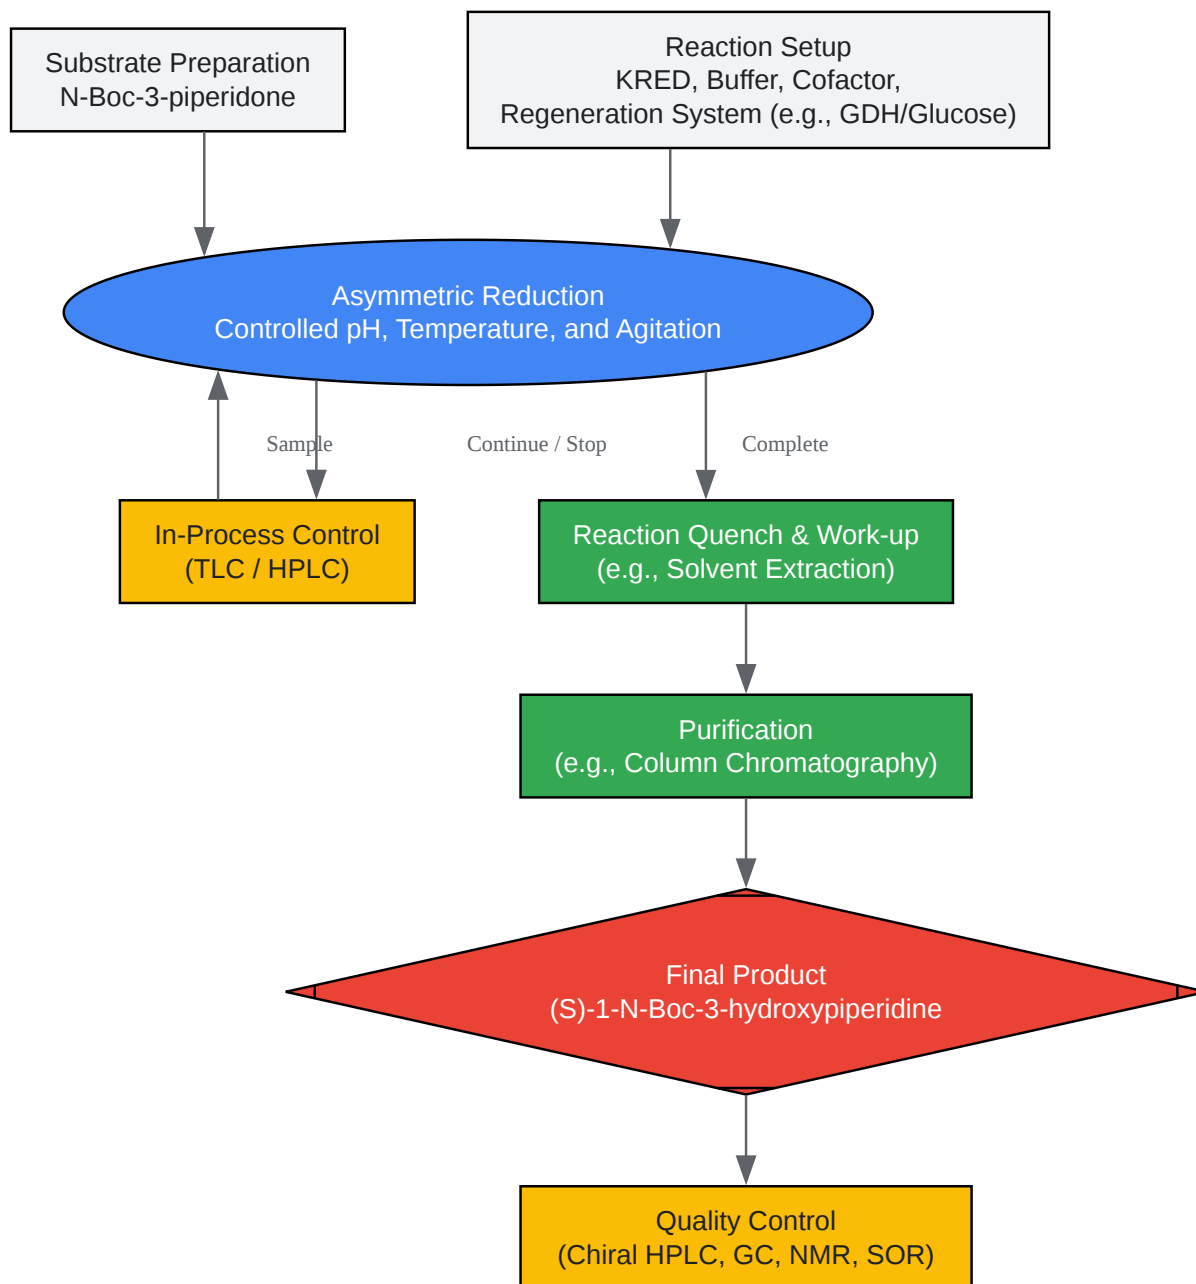 Substrate Preparation
N-Boc-3-piperidone
Reaction Setup
KRED, Buffer, Cofactor,
Regeneration System (e.g., GDH/Glucose)
Asymmetric Reduction
Controlled pH, Temperature, and Agitation
Sample
Continue / Stop
Complete
In-Process Control
(TLC / HPLC)
Reaction Quench & Work-up
(e.g., Solvent Extraction)
Purification
(e.g., Column Chromatography)
Final Product
(S)-1-N-Boc-3-hydroxypiperidine
Quality Control
(Chiral HPLC, GC, NMR, SOR)